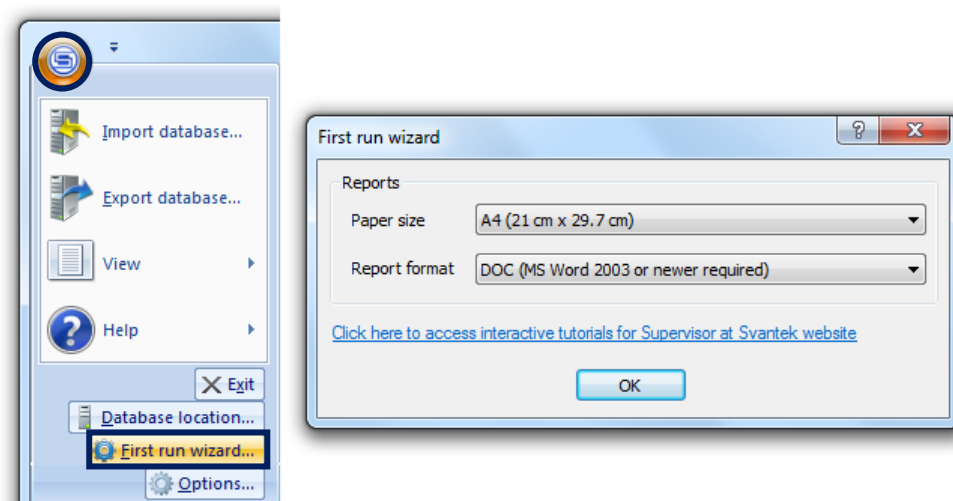 Import database...
Export database...
View
Help
Exit
Database location...
First run wizard...
Options...
First run wizard
Reports
Paper size A4 (21 cm x 29.7 cm)
Report format DOC (MS Word 2003 or newer required)
Click here to access interactive tutorials for Supervisor at Svantek website
OK